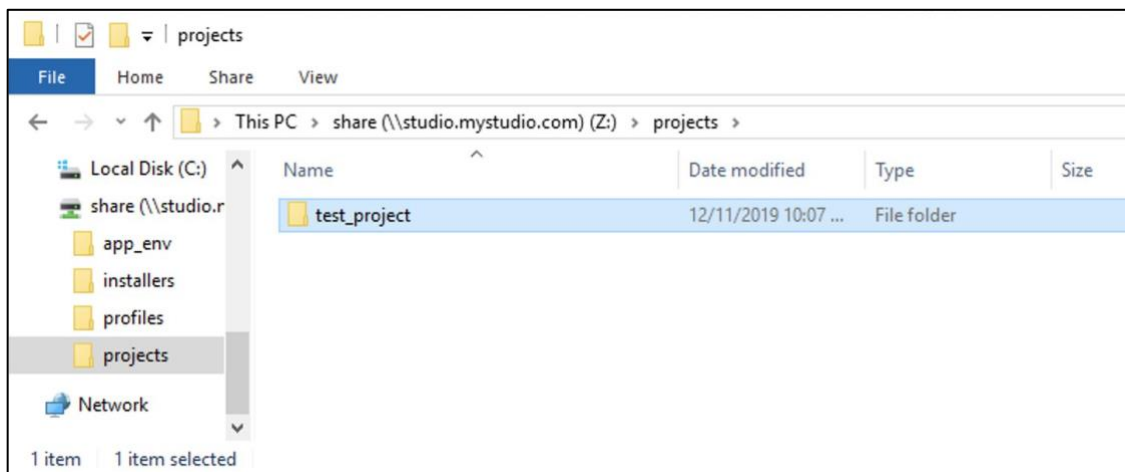 projects
File Home Share View
This PC > share (\\studio.mystudio.com) (Z:) > projects >
Local Disk (C:)
share (\\studio.r
app_env
installers
profiles
projects
Network
Name Date modified Type Size
test_project 12/11/2019 10:07 ... File folder
1 item 1 item selected